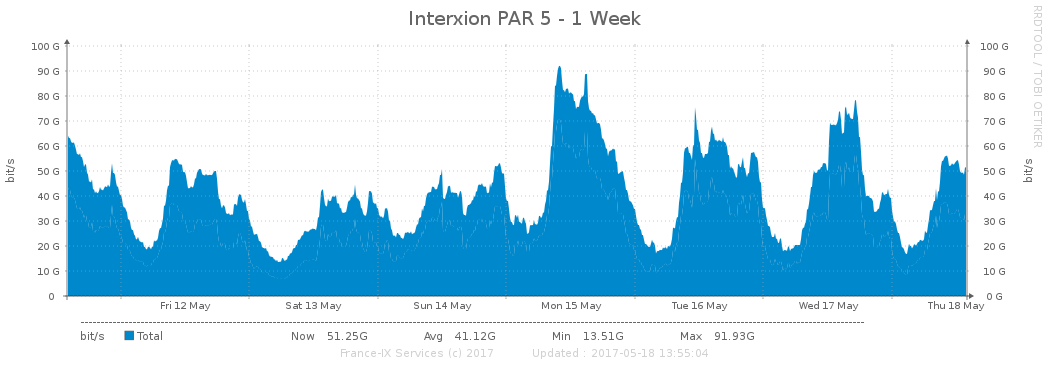 Interxion PAR 5 - 1 Week
RRDTOOL / TOBI OETIKER
bit/s
100 G
90 G
80 G
70 G
60 G
50 G
40 G
30 G
20 G
10 G
0
100 G
90 G
80 G
70 G
60 G
50 G
40 G
30 G
20 G
10 G
0 G
bit/s
Fri 12 May Sat 13 May Sun 14 May Mon 15 May Tue 16 May Wed 17 May Thu 18 May
bit/s Total Now 51.25G Avg 41.12G Min 13.51G Max 91.93G
France-IX Services (c) 2017 Updated : 2017-05-18 13:55:04